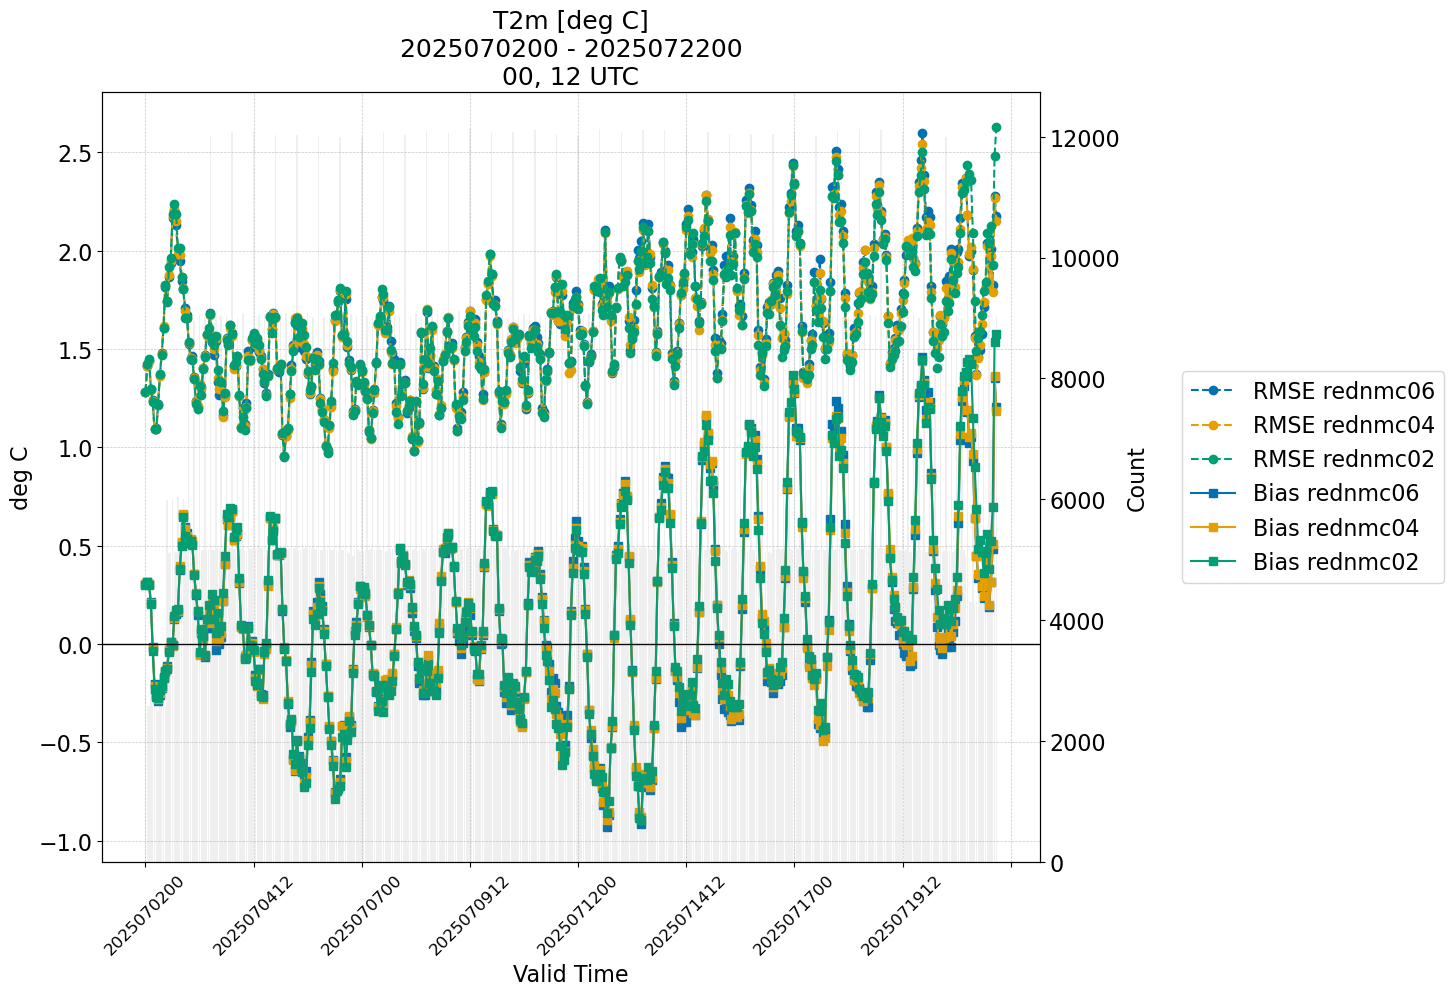 T2m [deg C]
2025070200 - 2025072200
00, 12 UTC
deg C
2.5
2.0
1.5
1.0
0.5
0.0
−0.5
−1.0
12000
10000
8000
6000
4000
2000
0
Count
2025070200
2025070412
2025070700
2025070912
2025071200
2025071412
2025071700
2025071912
Valid Time
RMSE rednmc06
RMSE rednmc04
RMSE rednmc02
Bias rednmc06
Bias rednmc04
Bias rednmc02